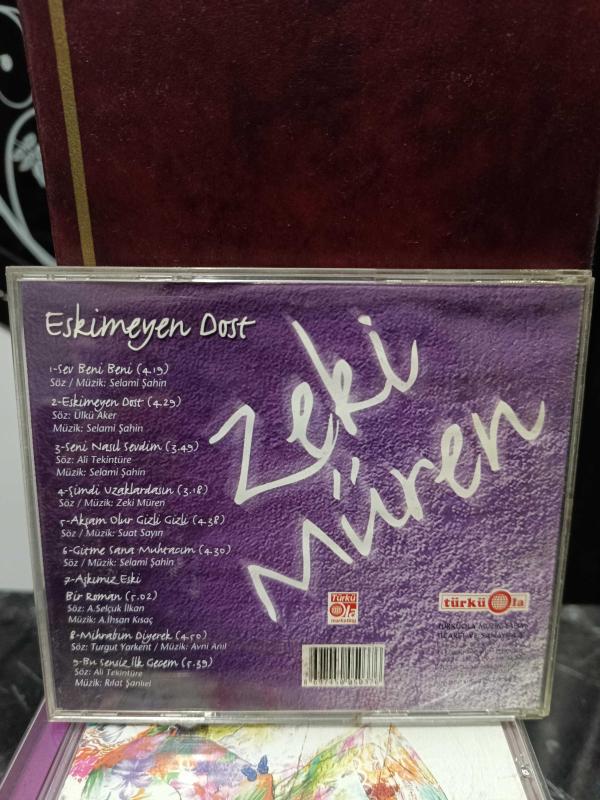 Eskimeyen Dost
1-Sev Beni Beni (4.19)
Söz / Müzik: Selami Şahin
2-Eskimeyen Dost (4.29)
Söz: Ülkü Aker
Müzik: Selami Şahin
3-Seni Nasıl Sevdim (3.49)
Söz: Ali Tekintüre
Müzik: Selami Şahin
4-Şimdi Uzaklardasın (3.18)
Söz / Müzik: Zeki Müren
5-Akşam Olur Gizli Gizli (4.38)
Söz / Müzik: Suat Sayın
6-Gitme Sana Muhtacım (4.30)
Söz / Müzik: Selami Şahin
7-Aşkımız Eski
Bir Roman (5.02)
Söz: A.Selçuk İlkan
Müzik: A.İhsan Kısaç
8-Mihrabım Diyerek (4.50)
Söz: Turgut Yarkent / Müzik: Avni Anıl
9-Bu Sensiz İlk Gecem (5.39)
Söz: Ali Tekintüre
Müzik: Rıfat Şanlıel
Zeki
Müren
Türkü
Ola
marketing
türküola